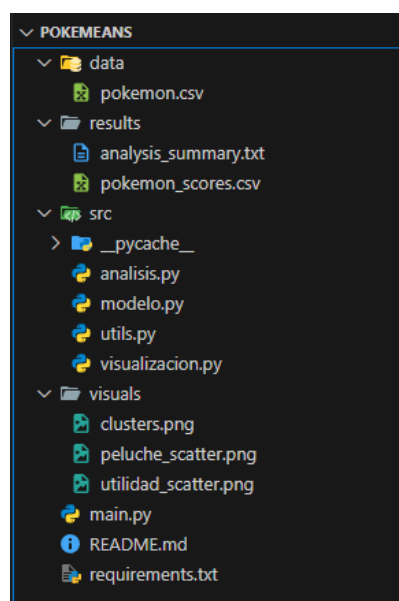 POKEMEANS
data
pokemon.csv
results
analysis_summary.txt
pokemon_scores.csv
src
__pycache__
analisis.py
modelo.py
utils.py
visualizacion.py
visuals
clusters.png
peluche_scatter.png
utilidad_scatter.png
main.py
README.md
requirements.txt